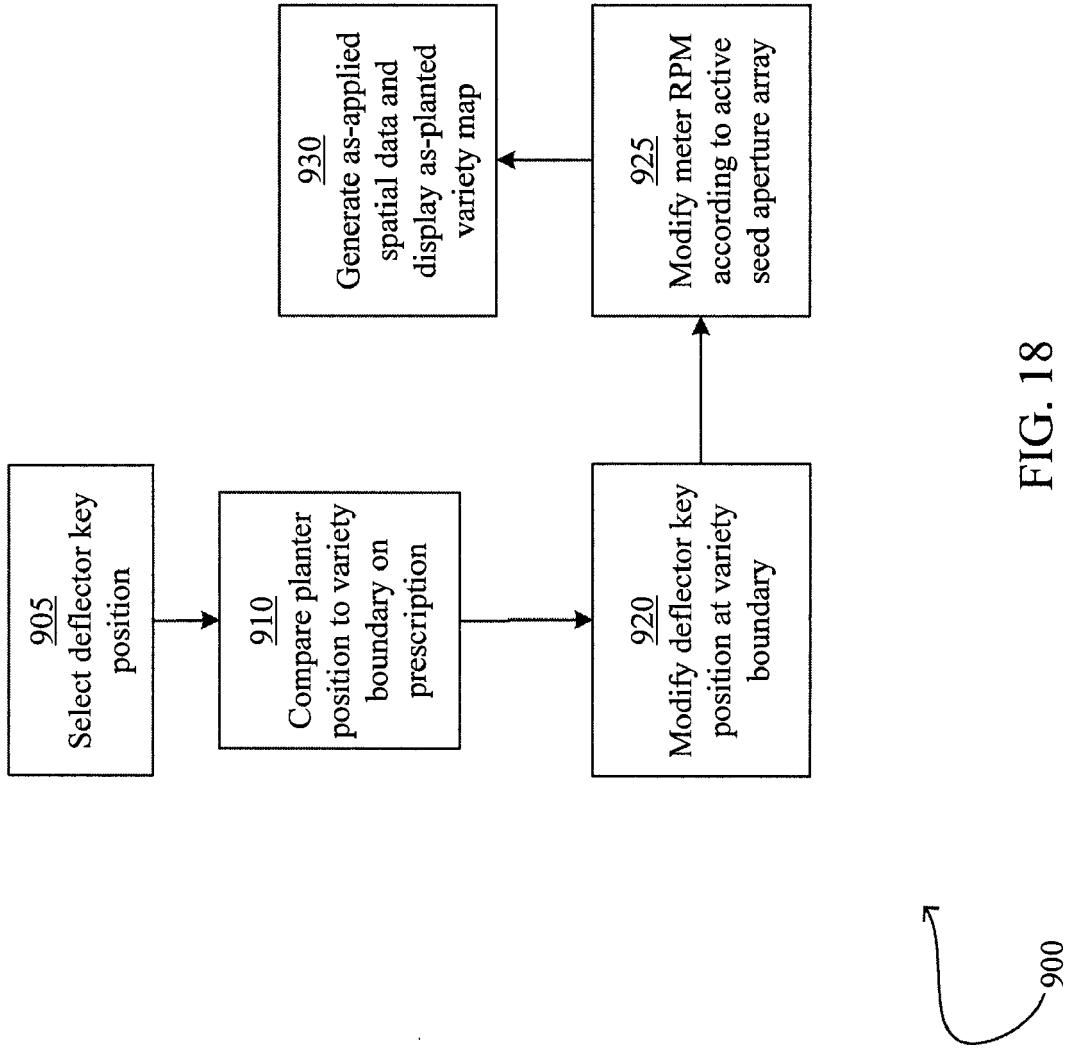 905
Select deflector key
position
910
Compare planter
position to variety
boundary on
prescription
920
Modify deflector key
position at variety
boundary
925
Modify meter RPM
according to active
seed aperture array
930
Generate as-applied
spatial data and
display as-planted
variety map
900
FIG. 18